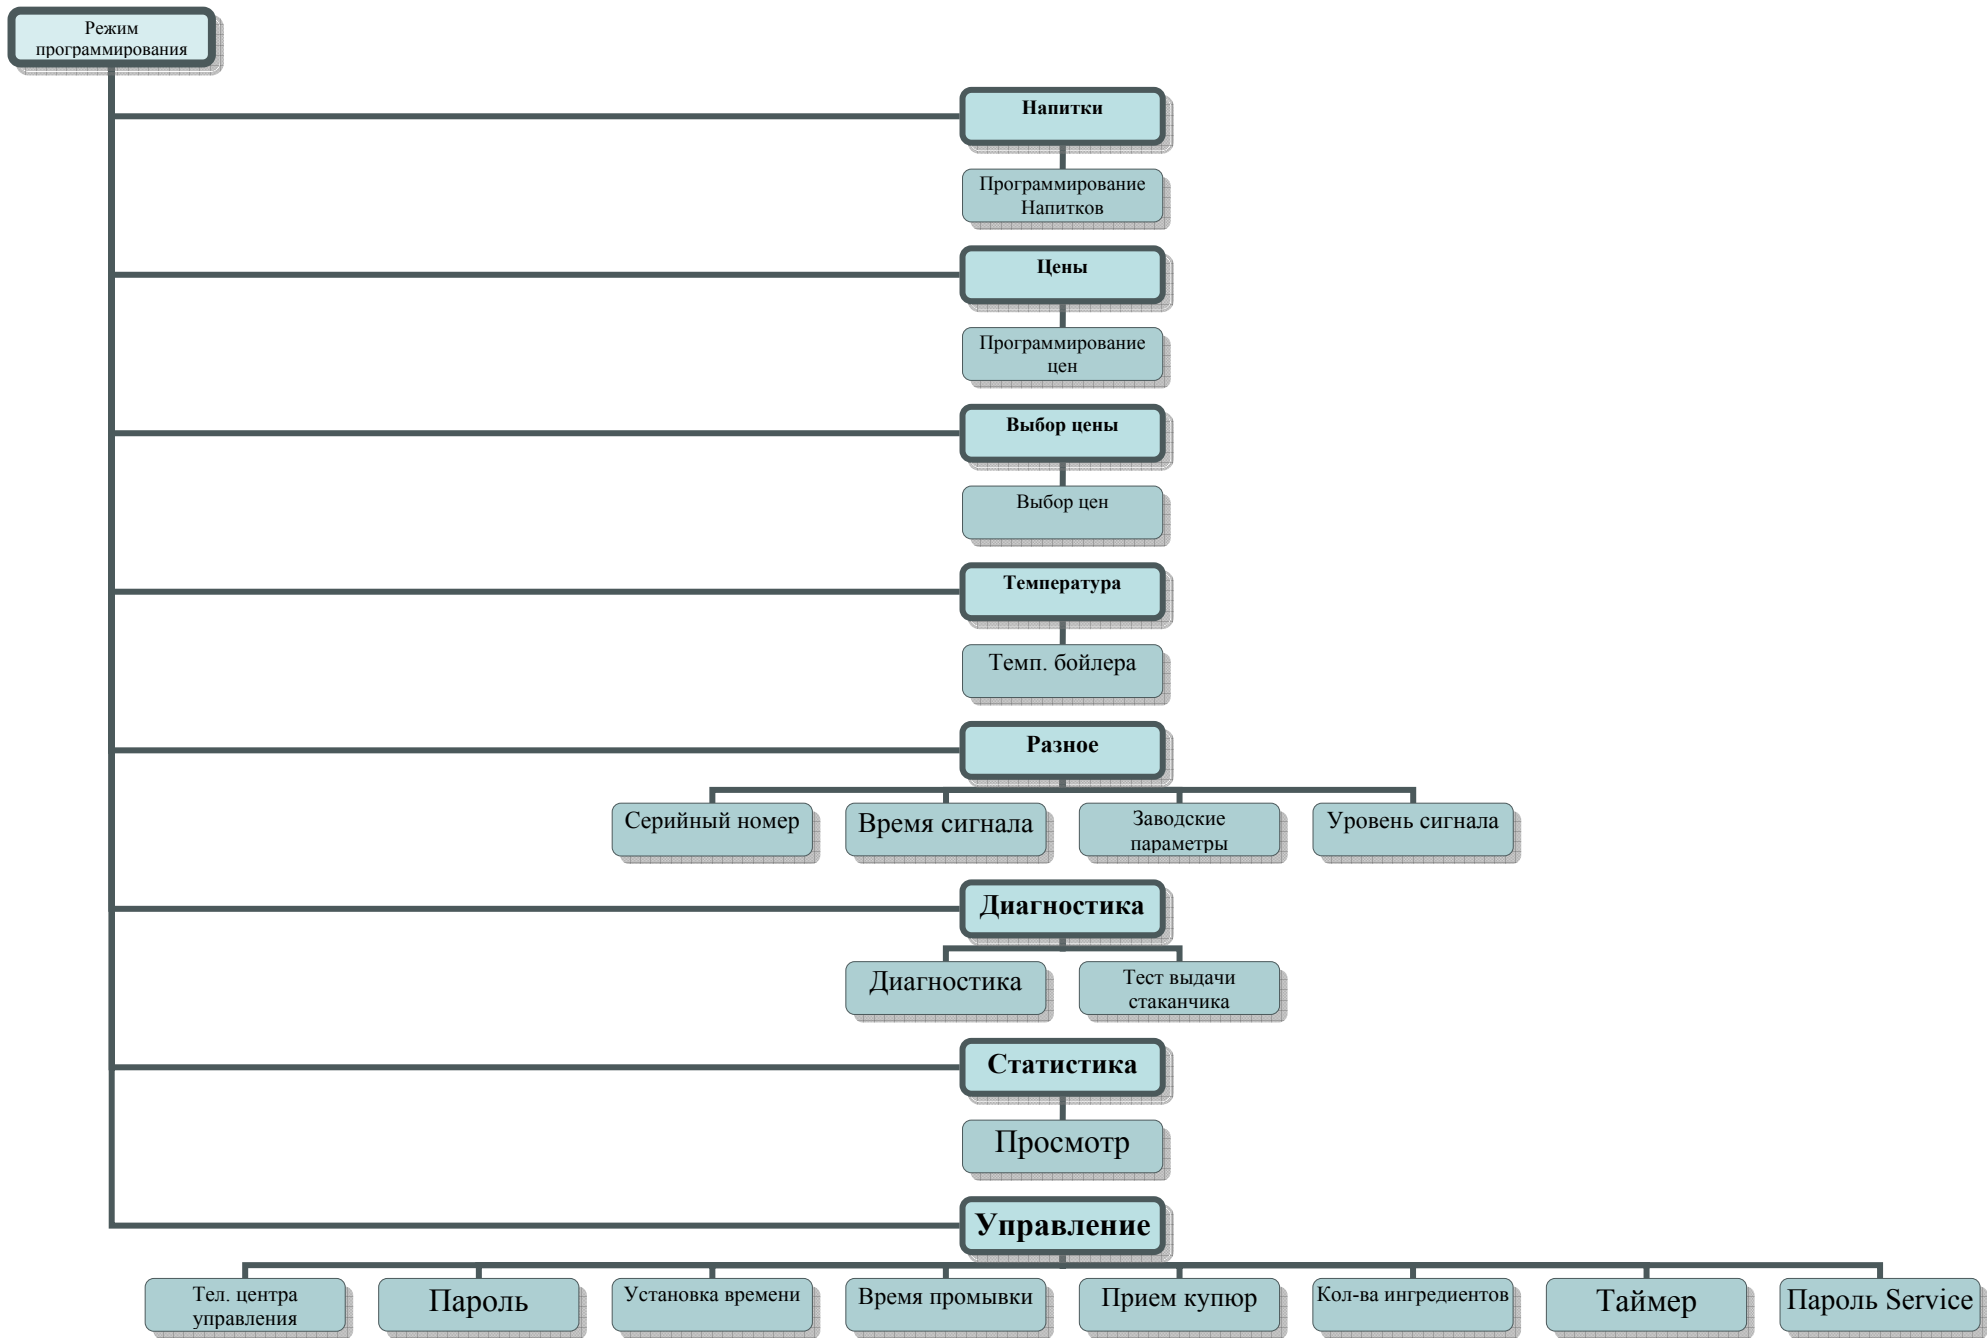 Режим
программирования
Напитки
Программирование
Напитков
Цены
Программирование
цен
Выбор цены
Выбор цен
Температура
Темп. бойлера
Разное
Серийный номер
Время сигнала
Заводские
параметры
Уровень сигнала
Диагностика
Диагностика
Тест выдачи
стаканчика
Статистика
Просмотр
Управление
Тел. центра
управления
Пароль
Установка времени
Время промывки
Прием купюр
Кол-ва ингредиентов
Таймер
Пароль Service